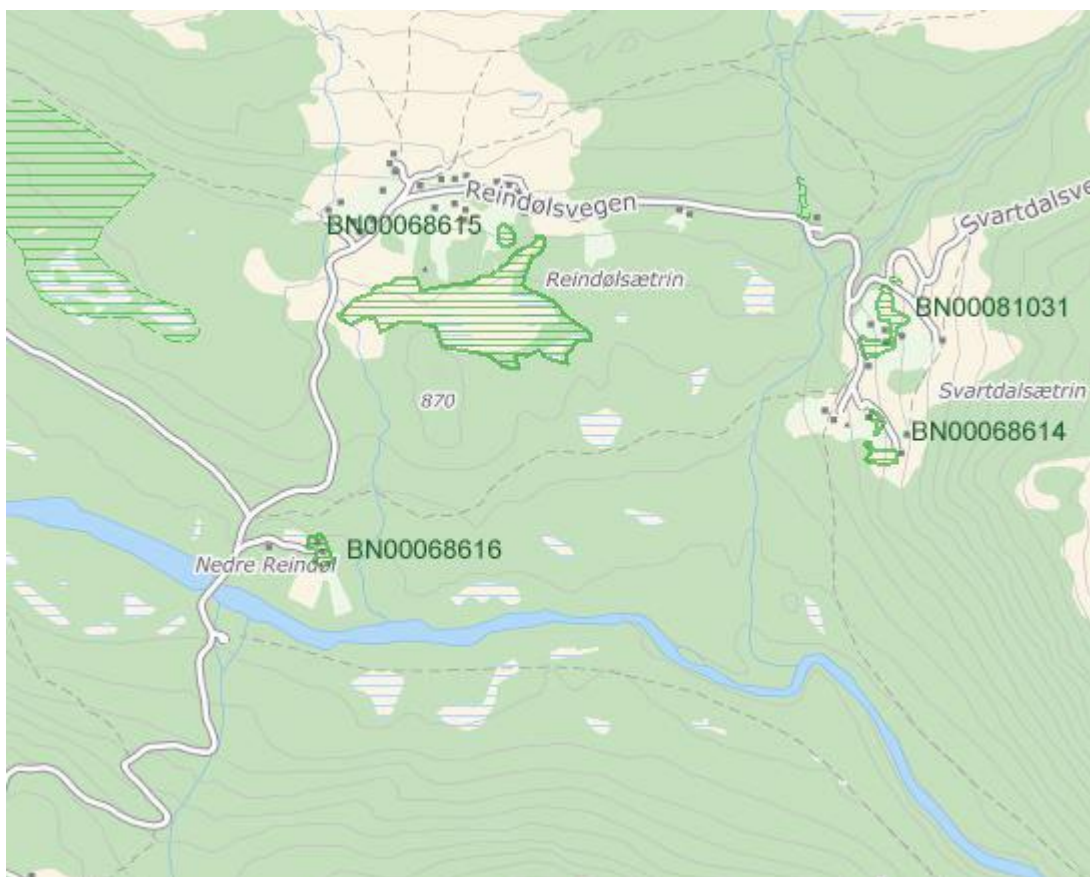 Reindølsvegen
Svartdalsve
BN00068615
Reindølsætrin
BN00081031
870
Svartdalsætrin
BN00068614
BN00068616
Nedre Reindøl